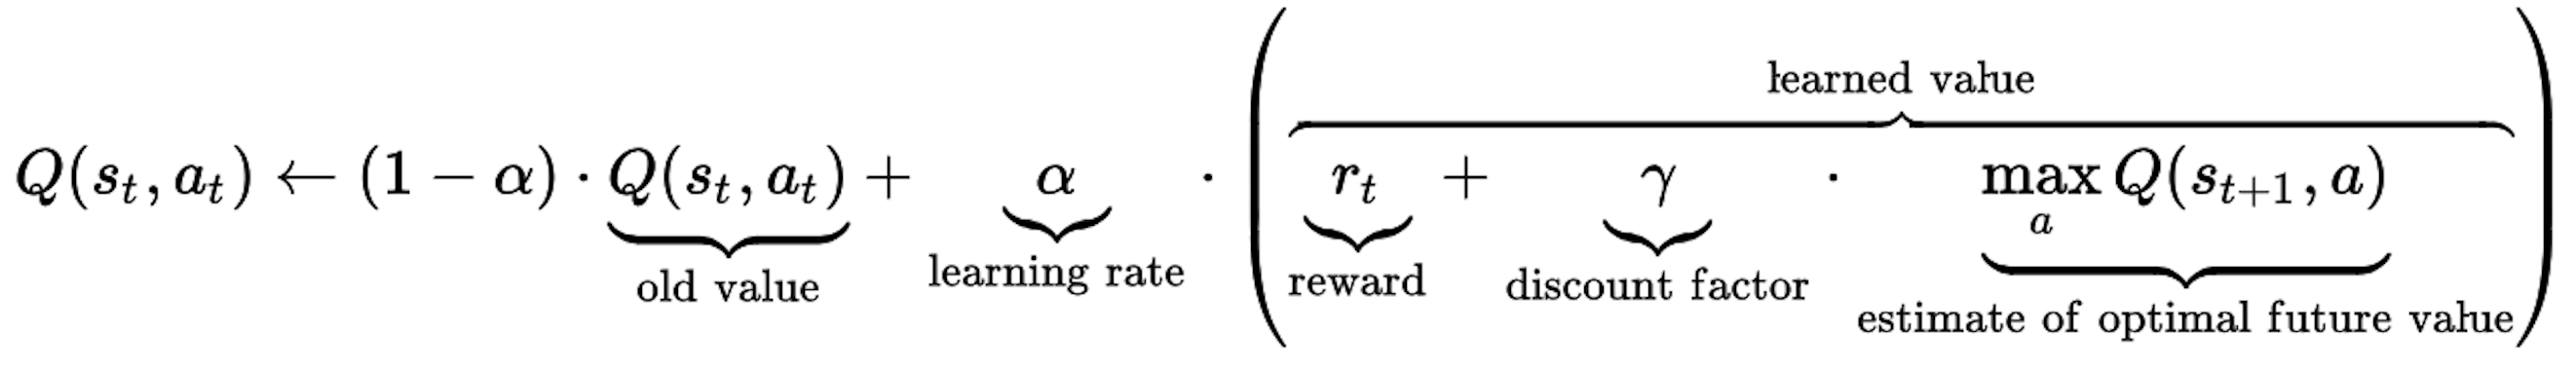 learned value
Q(s_t, a_t) ← (1 − α) · Q(s_t, a_t) + α · ( r_t + γ · max_a Q(s_{t+1}, a) )
old value
learning rate
reward
discount factor
estimate of optimal future value